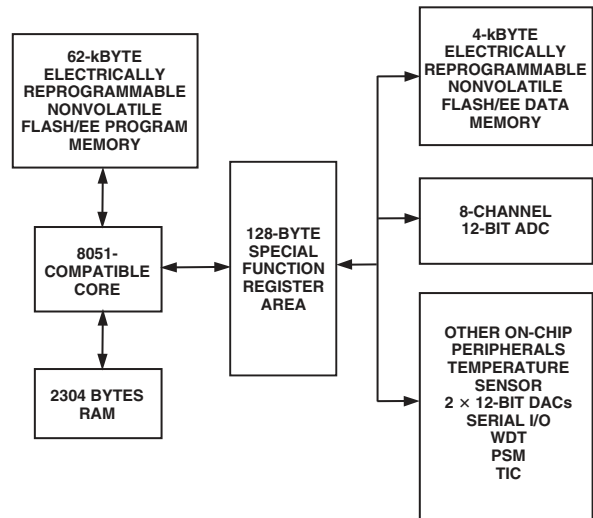 62-kBYTE
ELECTRICALLY
REPROGRAMMABLE
NONVOLATILE
FLASH/EE PROGRAM
MEMORY
8051-
COMPATIBLE
CORE
2304 BYTES
RAM
128-BYTE
SPECIAL
FUNCTION
REGISTER
AREA
4-kBYTE
ELECTRICALLY
REPROGRAMMABLE
NONVOLATILE
FLASH/EE DATA
MEMORY
8-CHANNEL
12-BIT ADC
OTHER ON-CHIP
PERIPHERALS
TEMPERATURE
SENSOR
2 × 12-BIT DACs
SERIAL I/O
WDT
PSM
TIC